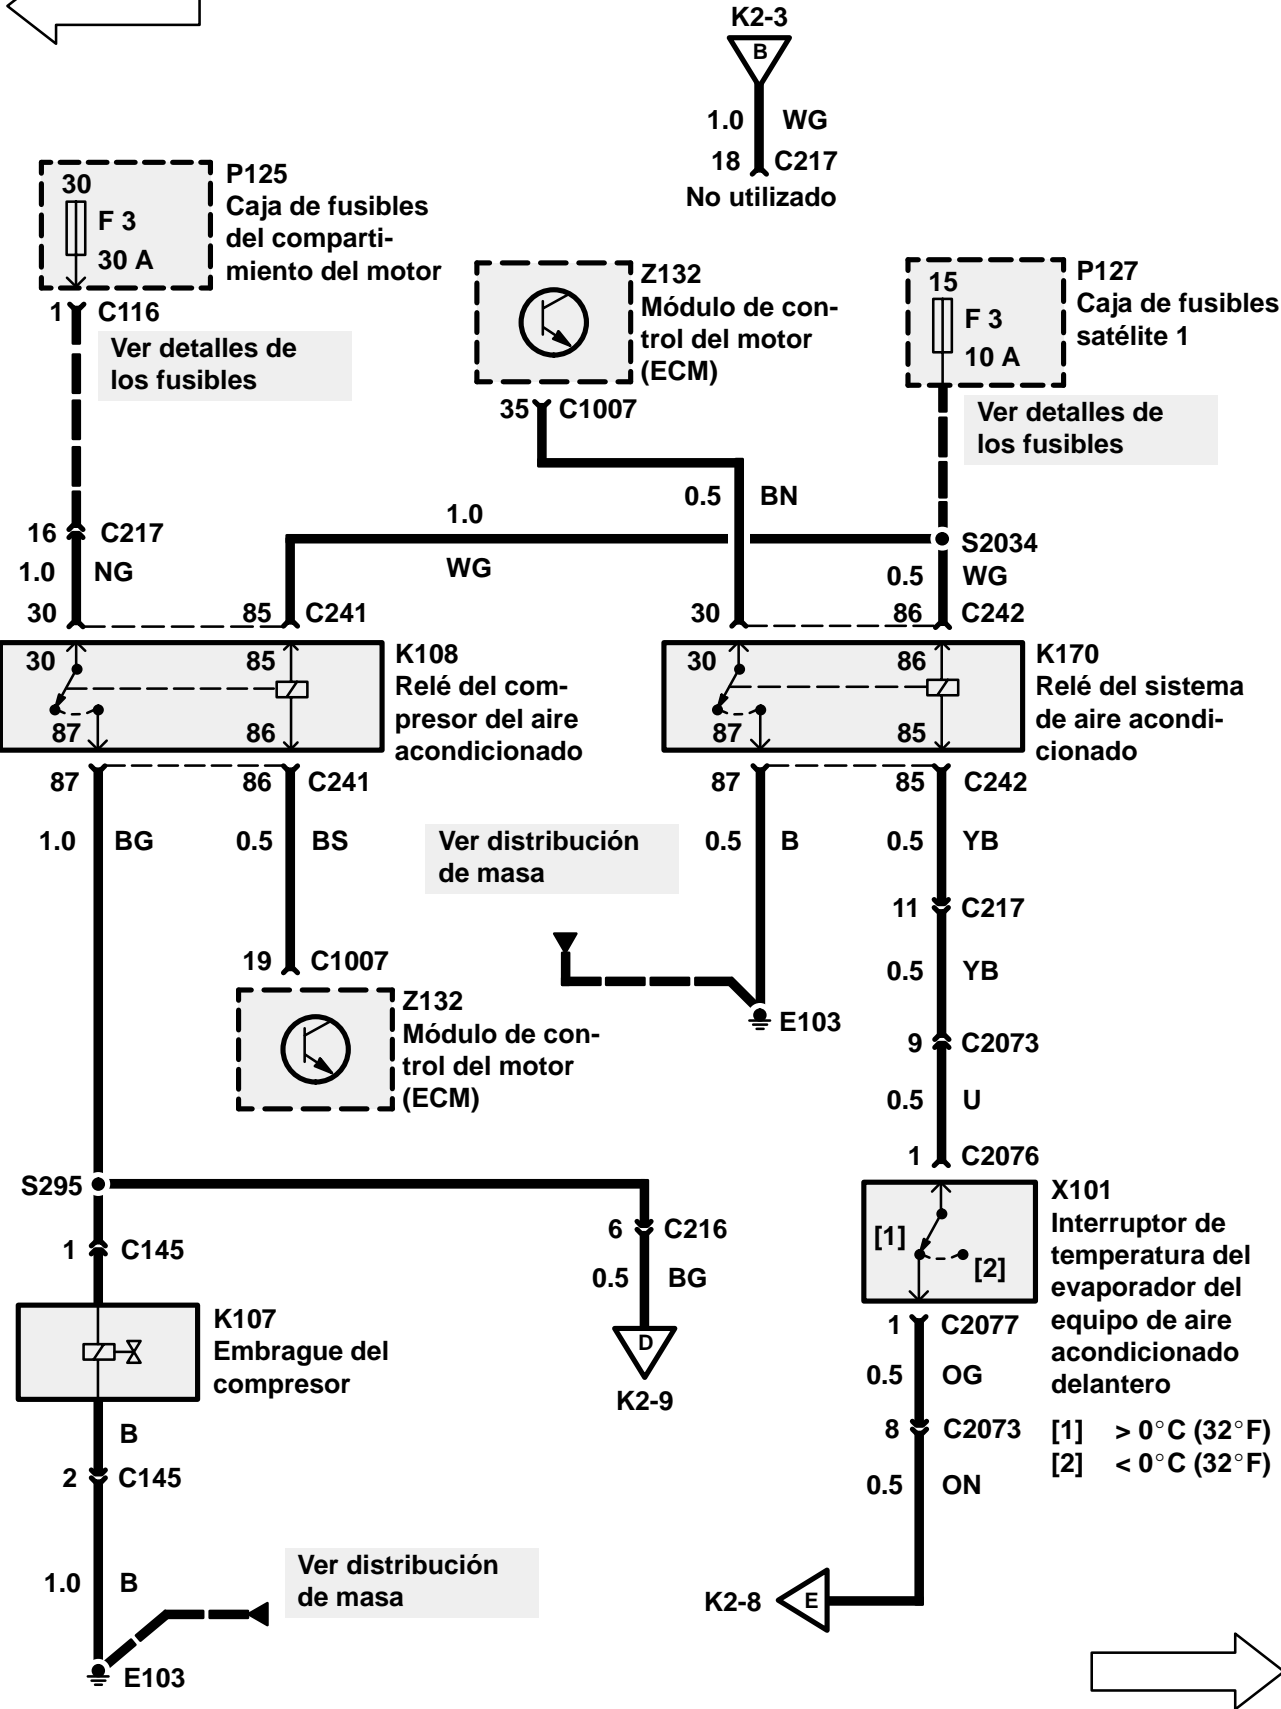 K2-3
B
1.0 WG
18 C217
No utilizado
30
F 3
30 A
P125
Caja de fusibles
del comparti-
miento del motor
1 C116
Ver detalles de
los fusibles
Z132
Módulo de con-
trol del motor
(ECM)
35 C1007
15
F 3
10 A
P127
Caja de fusibles
satélite 1
Ver detalles de
los fusibles
0.5 BN
1.0
WG
16 C217
1.0 NG
S2034
0.5 WG
30 85 C241
30 86 C242
30 85
87 86
K108
Relé del com-
presor del aire
acondicionado
30 86
87 85
K170
Relé del sistema
de aire acondi-
cionado
87 86 C241
87 85 C242
1.0 BG
0.5 BS
Ver distribución
de masa
0.5 B
0.5 YB
11 C217
0.5 YB
19 C1007
Z132
Módulo de con-
trol del motor
(ECM)
E103
9 C2073
0.5 U
1 C2076
S295
1 C145
6 C216
0.5 BG
D
K2-9
K107
Embrague del
compresor
[1]
[2]
X101
Interruptor de
temperatura del
evaporador del
equipo de aire
acondicionado
delantero
[1] > 0°C (32°F)
[2] < 0°C (32°F)
1 C2077
0.5 OG
8 C2073
0.5 ON
B
2 C145
1.0 B
Ver distribución
de masa
E103
K2-8 E